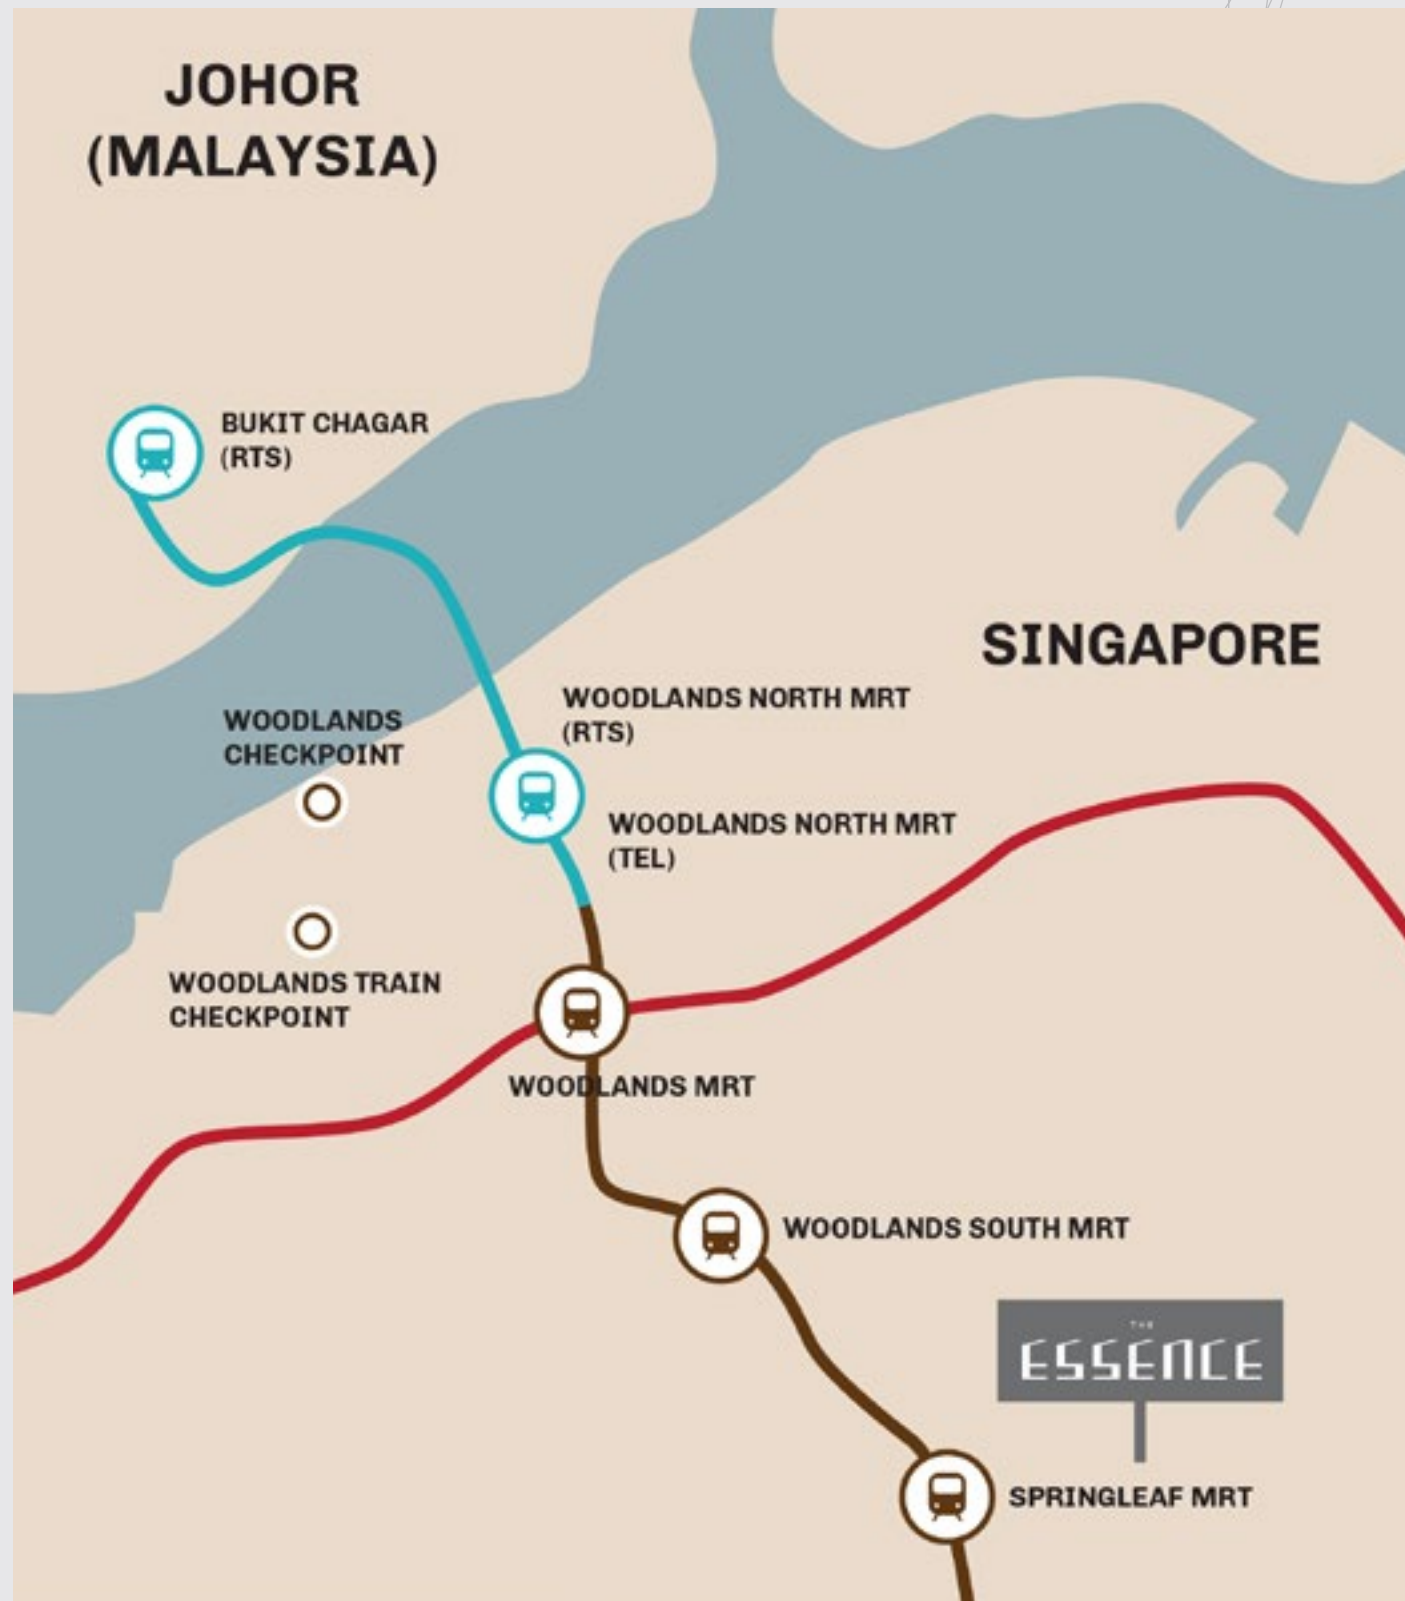 JOHOR
(MALAYSIA)
BUKIT CHAGAR
(RTS)
SINGAPORE
WOODLANDS NORTH MRT
(RTS)
WOODLANDS
CHECKPOINT
WOODLANDS NORTH MRT
(TEL)
WOODLANDS TRAIN
CHECKPOINT
WOODLANDS MRT
WOODLANDS SOUTH MRT
THE
ESSENCE
SPRINGLEAF MRT